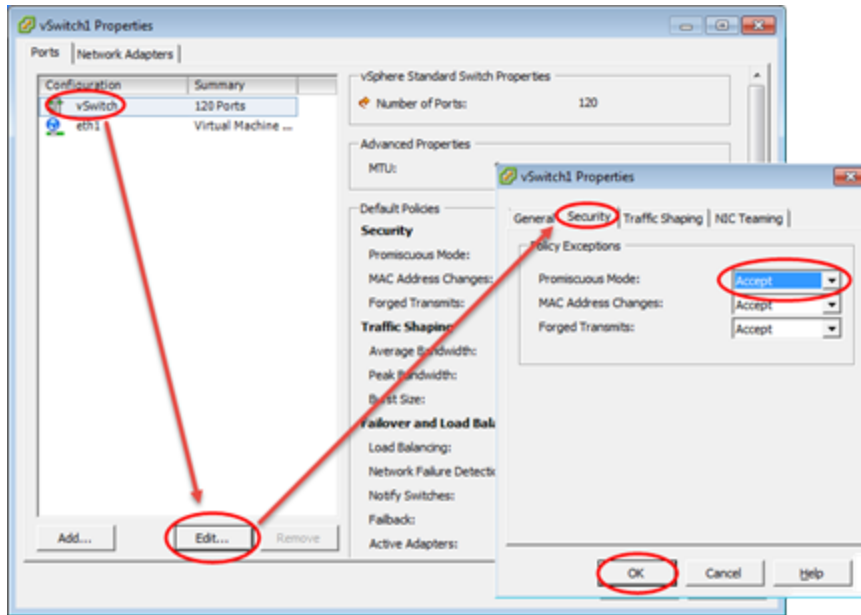 vSwitch1 Properties
Ports
Network Adapters
Configuration
Summary
vSwitch
120 Ports
eth1
Virtual Machine ...
Add...
Edit...
Remove
vSphere Standard Switch Properties
Number of Ports:
120
Advanced Properties
MTU:
Default Policies
Security
Promiscuous Mode:
MAC Address Changes:
Forged Transmits:
Traffic Shaping
Average Bandwidth:
Peak Bandwidth:
Burst Size:
Failover and Load Bala
Load Balancing:
Network Failure Detectio
Notify Switches:
Failback:
Active Adapters:
vSwitch1 Properties
General
Security
Traffic Shaping
NIC Teaming
Policy Exceptions
Promiscuous Mode:
Accept
MAC Address Changes:
Accept
Forged Transmits:
Accept
OK
Cancel
Help